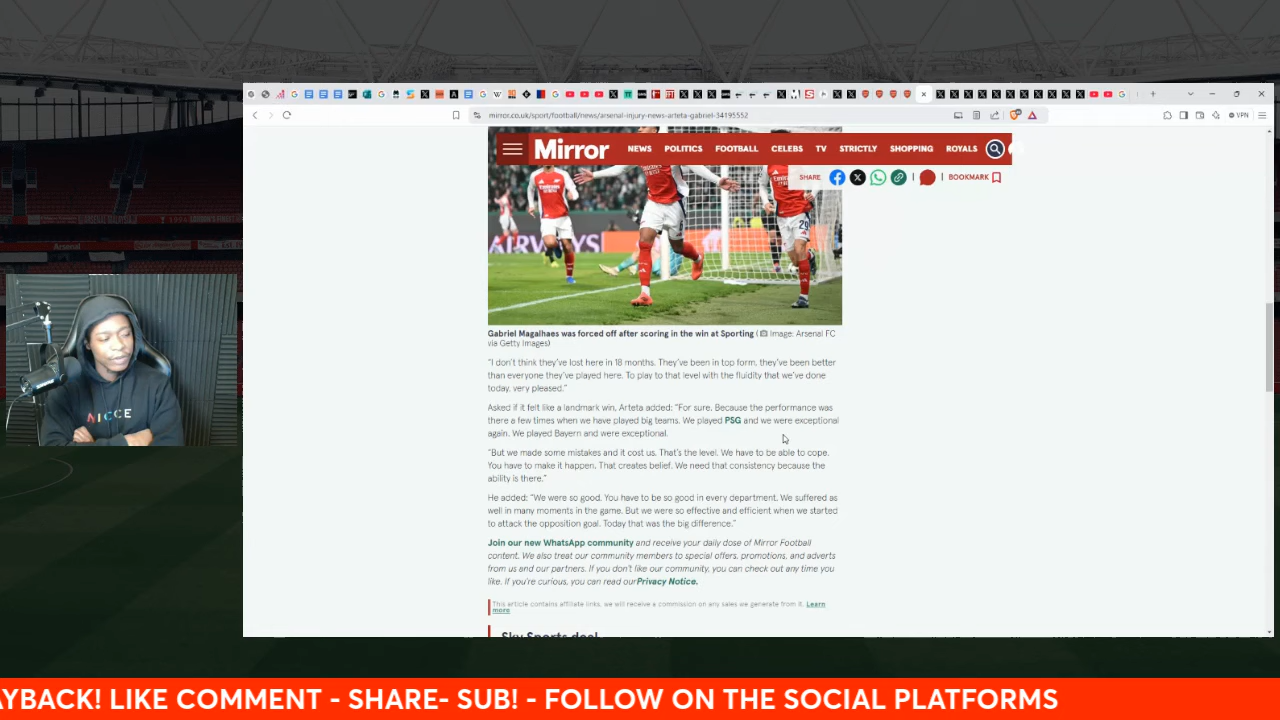 mirror.co.uk/sport/football/news/arsenal-injury-news-arteta-gabriel-34195552
VPN
Mirror NEWS POLITICS FOOTBALL CELEBS TV STRICTLY SHOPPING ROYALS
SHARE BOOKMARK
AIRWAYS
29
Gabriel Magalhaes was forced off after scoring in the win at Sporting ( Image: Arsenal FC
via Getty Images)
"I don't think they've lost here in 18 months. They've been in top form, they've been better
than everyone they've played here. To play to that level with the fluidity that we've done
today, very pleased."
Asked if it felt like a landmark win, Arteta added: "For sure. Because the performance was
there a few times when we have played big teams. We played PSG and we were exceptional
again. We played Bayern and were exceptional.
"But we made some mistakes and it cost us. That's the level. We have to be able to cope.
You have to make it happen. That creates belief. We need that consistency because the
ability is there."
He added: "We were so good. You have to be so good in every department. We suffered as
well in many moments in the game. But we were so effective and efficient when we started
to attack the opposition goal. Today that was the big difference."
Join our new WhatsApp community and receive your daily dose of Mirror Football
content. We also treat our community members to special offers, promotions, and adverts
from us and our partners. If you don't like our community, you can check out any time you
like. If you're curious, you can read ourPrivacy Notice.
This article contains affiliate links, we will receive a commission on any sales we generate from it. Learn
more
Sky Sports deal
NICCE
AYBACK! LIKE COMMENT - SHARE- SUB! - FOLLOW ON THE SOCIAL PLATFORMS